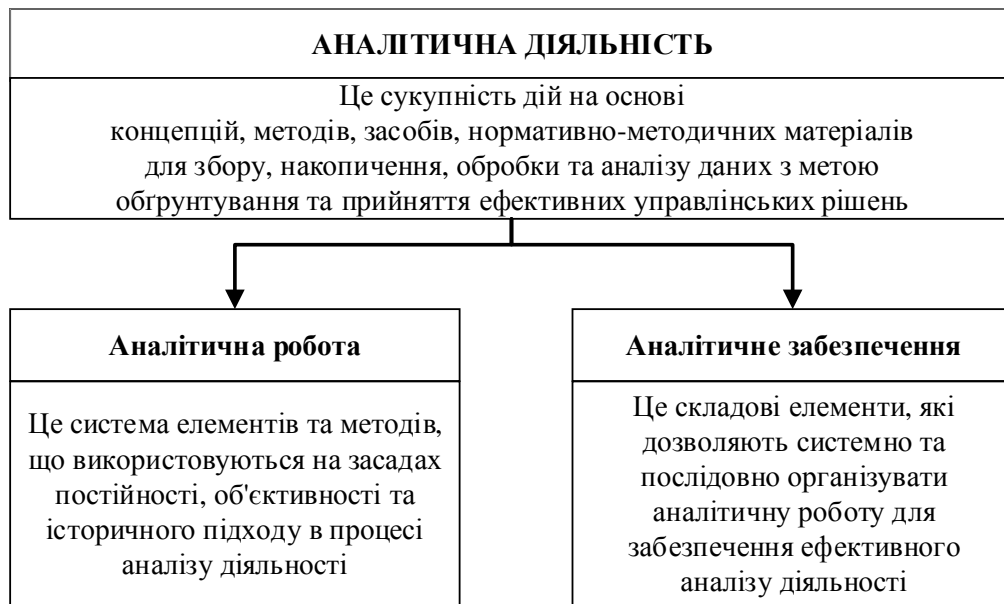 АНАЛІТИЧНА ДІЯЛЬНІСТЬ
Це сукупність дій на основі
концепцій, методів, засобів, нормативно-методичних матеріалів
для збору, накопичення, обробки та аналізу даних з метою
обґрунтування та прийняття ефективних управлінських рішень
Аналітична робота
Це система елементів та методів,
що використовуються на засадах
постійності, об'єктивності та
історичного підходу в процесі
аналізу діяльності
Аналітичне забезпечення
Це складові елементи, які
дозволяють системно та
послідовно організувати
аналітичну роботу для
забезпечення ефективного
аналізу діяльності